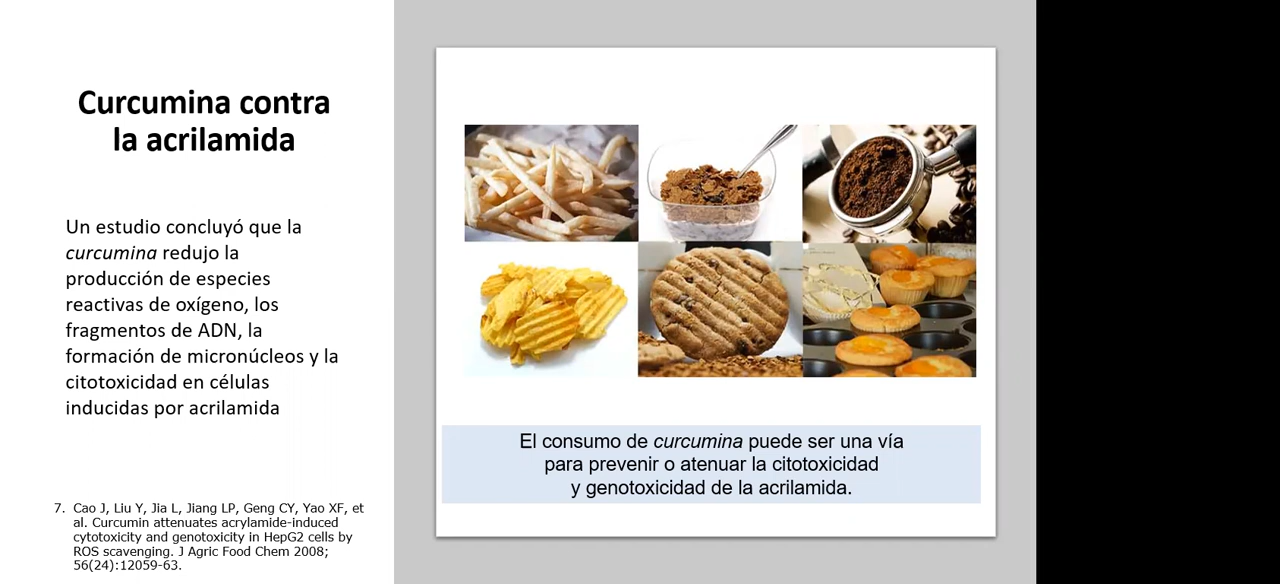 Curcumina contra
la acrilamida
Un estudio concluyó que la
curcumina redujo la
producción de especies
reactivas de oxígeno, los
fragmentos de ADN, la
formación de micronúcleos y la
citotoxicidad en células
inducidas por acrilamida
7. Cao J, Liu Y, Jia L, Jiang LP, Geng CY, Yao XF, et
al. Curcumin attenuates acrylamide-induced
cytotoxicity and genotoxicity in HepG2 cells by
ROS scavenging. J Agric Food Chem 2008;
56(24):12059-63.
El consumo de curcumina puede ser una vía
para prevenir o atenuar la citotoxicidad
y genotoxicidad de la acrilamida.